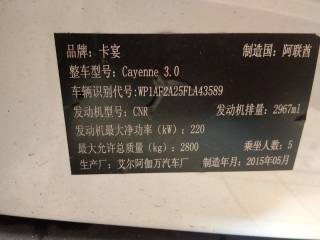 品牌：卡宴 制造国：阿联酋
整车型号：Cayenne 3.0
车辆识别代号:WP1AF2A25FLA43589
发动机型号：CNR 发动机排量：2967ml
发动机最大净功率（kW）：220
最大允许总质量（kg）：2800 乘坐人数：5
生产厂：艾尔阿伽万汽车厂 制造年月：2015年05月